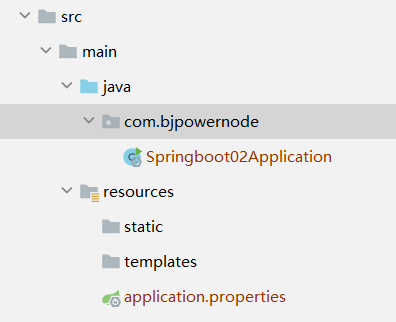 src
main
java
com.bjpowernode
Springboot02Application
resources
static
templates
application.properties